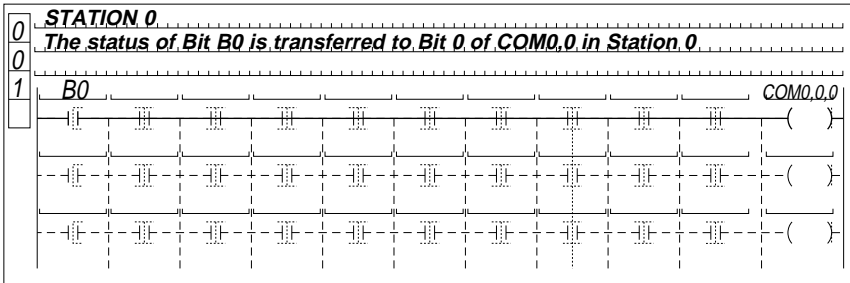 STATION 0
The status of Bit B0 is transferred to Bit 0 of COM0,0 in Station 0
0
0
1
B0 COM0,0,0